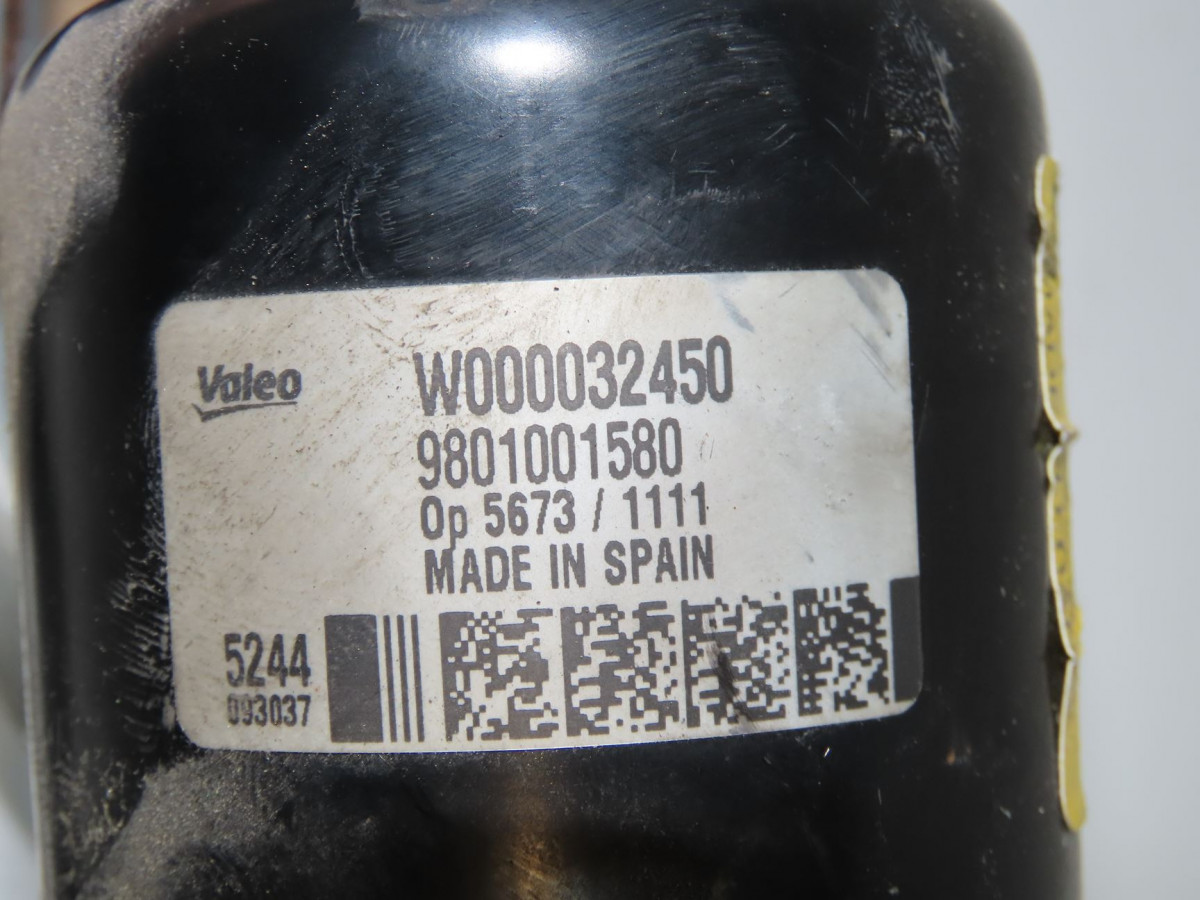 Valeo
W000032450
9801001580
Op 5673 / 1111
MADE IN SPAIN
5244
093037